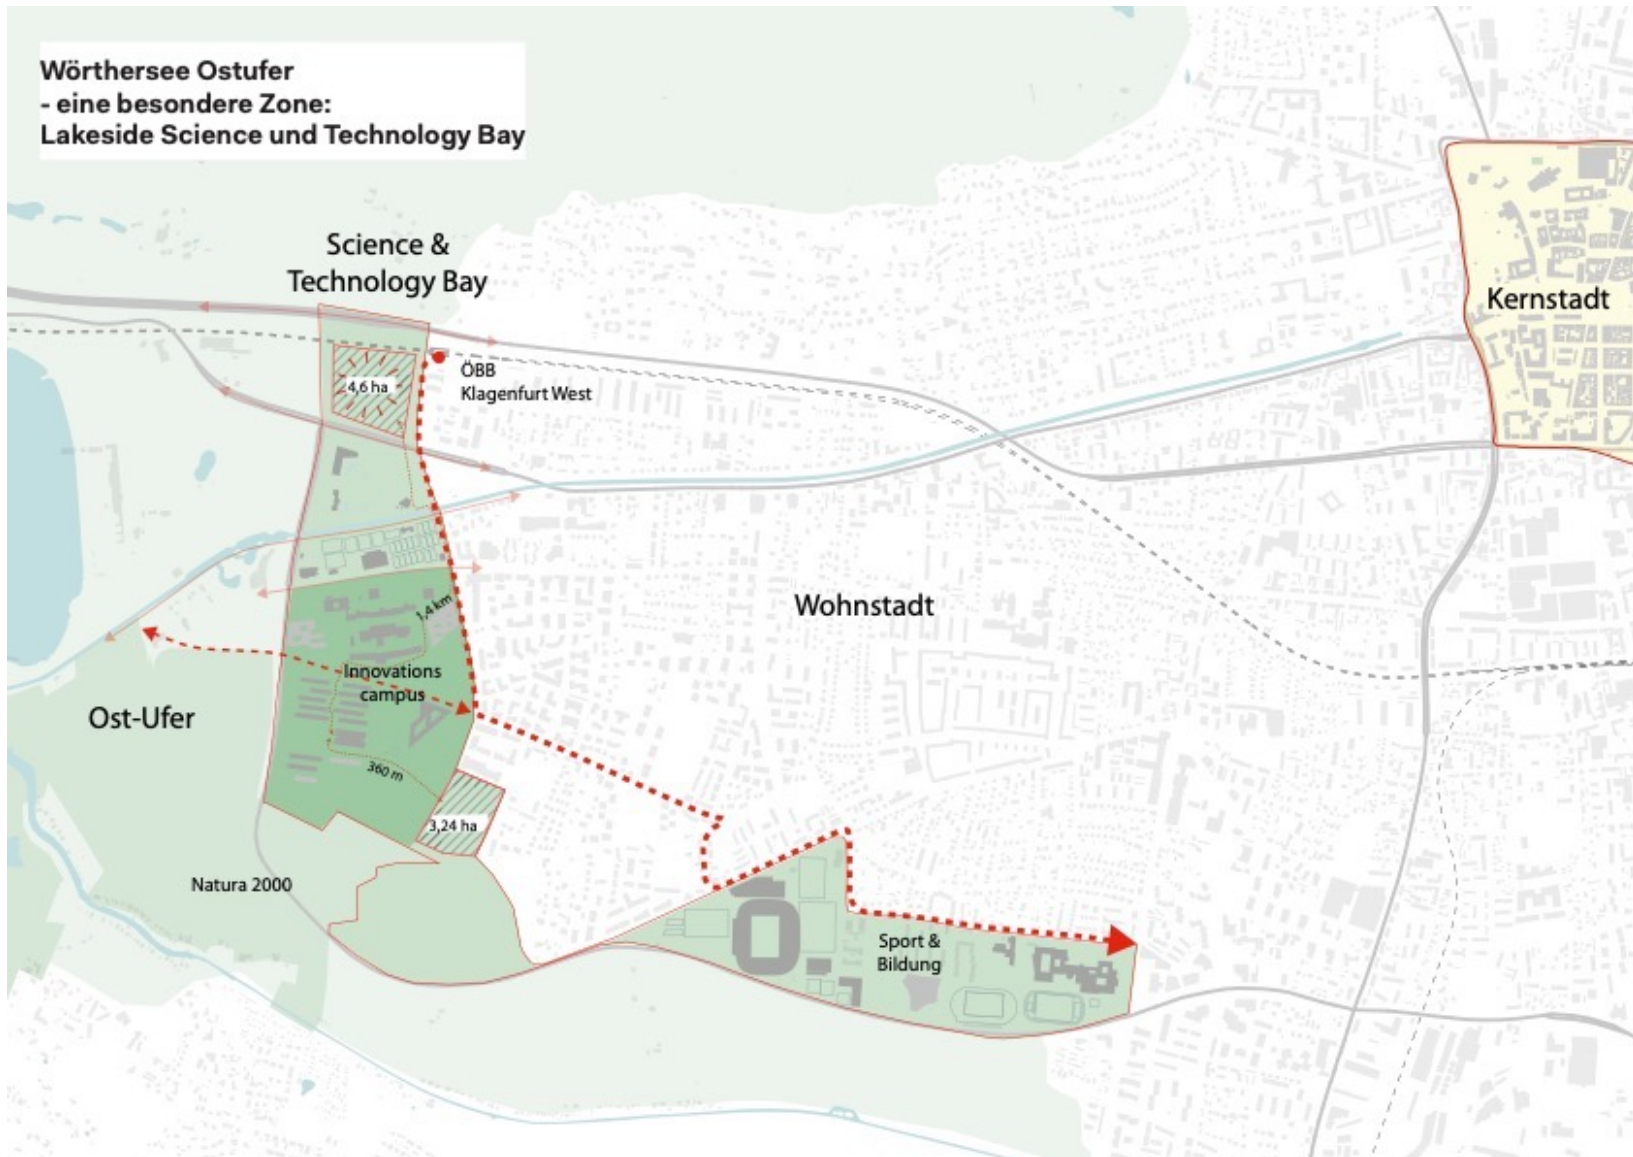 Wörthersee Ostufer
- eine besondere Zone:
Lakeside Science und Technology Bay
Science &
Technology Bay
Kernstadt
4,6 ha
ÖBB
Klagenfurt West
Wohnstadt
1,4 km
Innovations
campus
Ost-Ufer
360 m
3,24 ha
Natura 2000
Sport &
Bildung